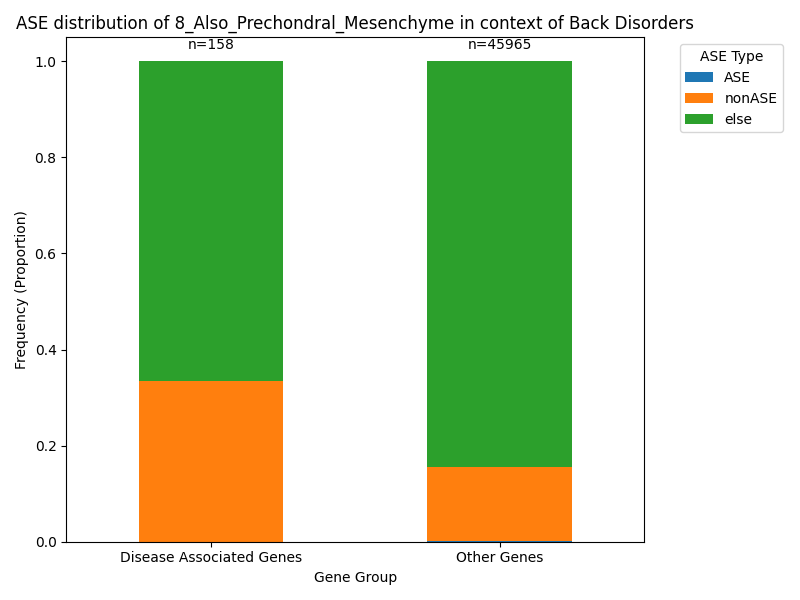 ASE distribution of 8_Also_Prechondral_Mesenchyme in context of Back Disorders
n=158
n=45965
ASE Type
ASE
nonASE
else
Frequency (Proportion)
1.0
0.8
0.6
0.4
0.2
0.0
Disease Associated Genes
Other Genes
Gene Group